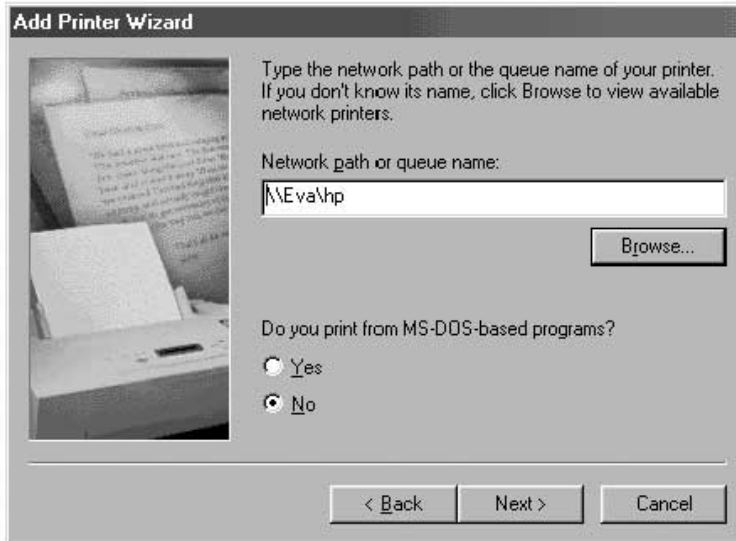 Add Printer Wizard
Type the network path or the queue name of your printer.
If you don't know its name, click Browse to view available
network printers.
Network path or queue name:
\\Eva\hp
Browse...
Do you print from MS-DOS-based programs?
Yes
No
< Back
Next >
Cancel